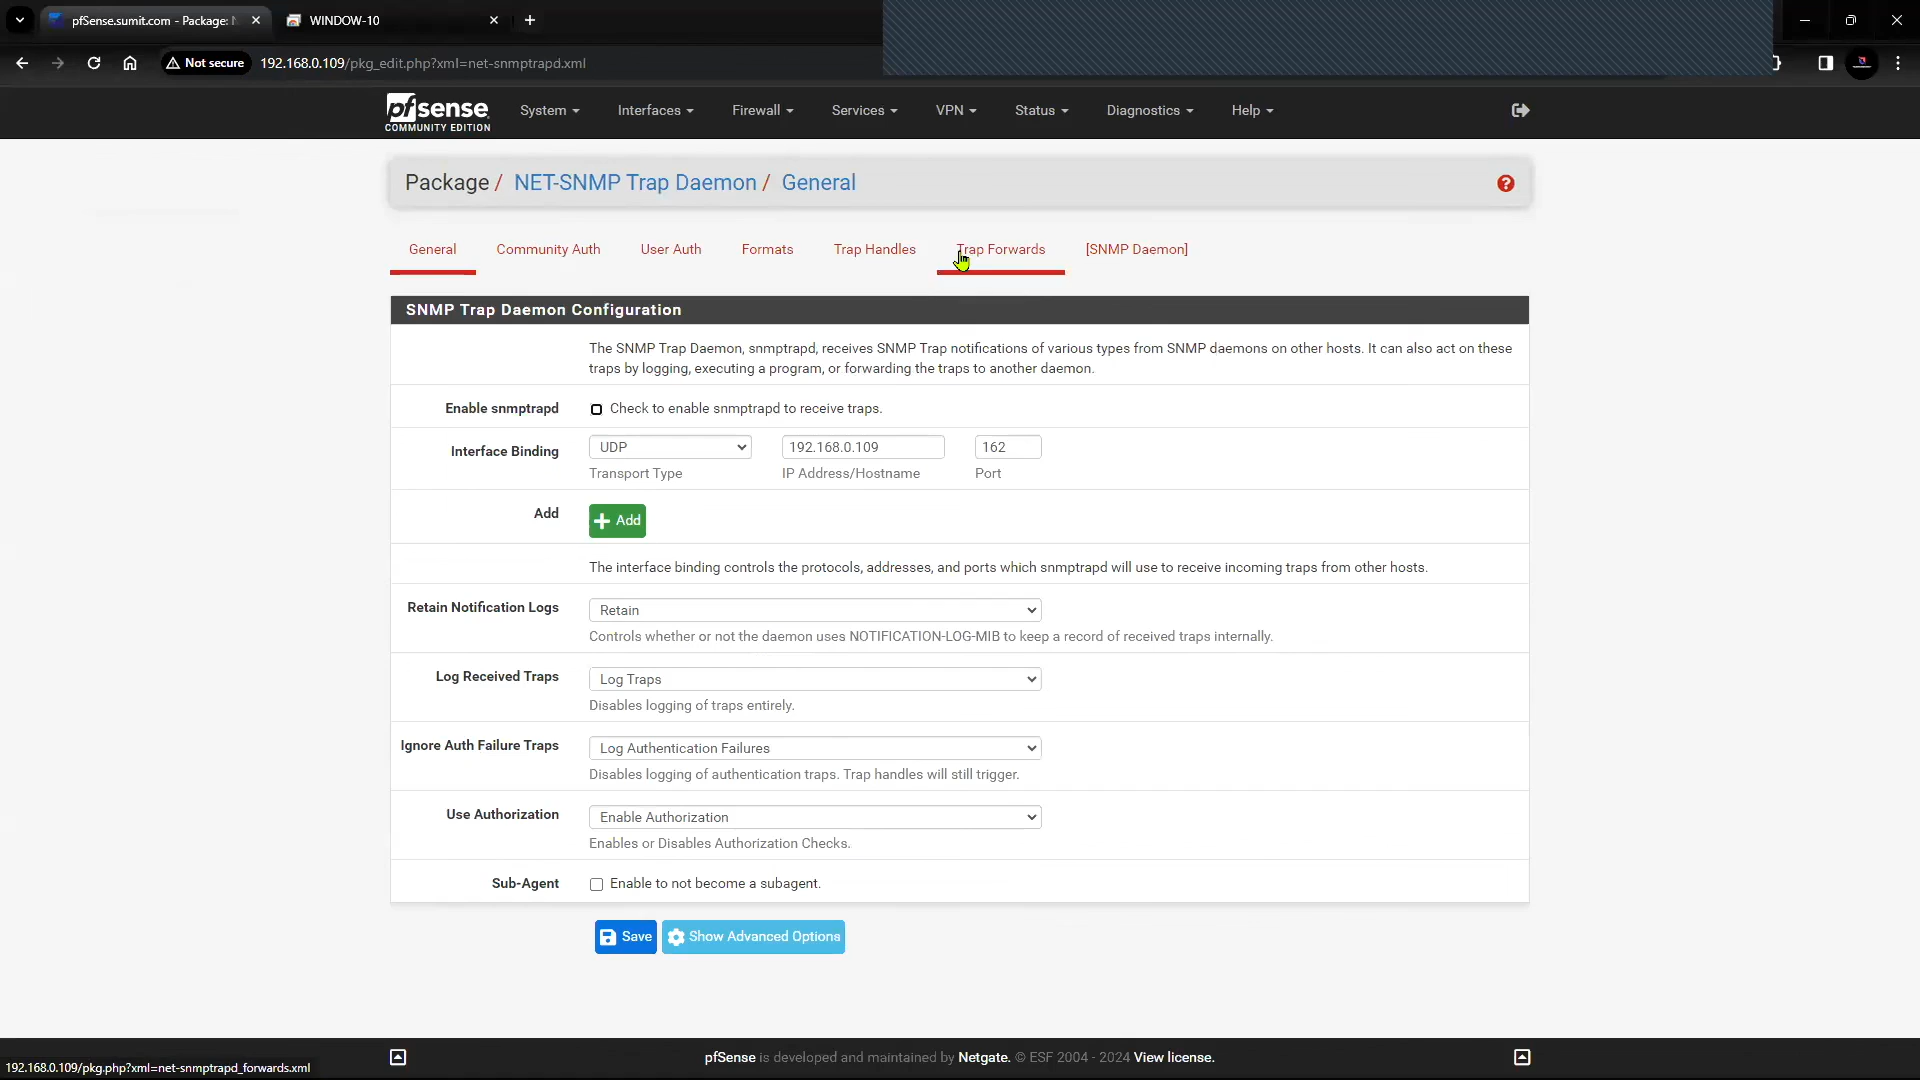 pfSense.sumit.com - Package:
WINDOW-10
Not secure
192.168.0.109/pkg_edit.php?xml=net-snmptrapd.xml
pfsense
COMMUNITY EDITION
System
Interfaces
Firewall
Services
VPN
Status
Diagnostics
Help
Package / NET-SNMP Trap Daemon / General
General
Community Auth
User Auth
Formats
Trap Handles
Trap Forwards
[SNMP Daemon]
SNMP Trap Daemon Configuration
The SNMP Trap Daemon, snmptrapd, receives SNMP Trap notifications of various types from SNMP daemons on other hosts. It can also act on these
traps by logging, executing a program, or forwarding the traps to another daemon.
Enable snmptrapd
Check to enable snmptrapd to receive traps.
Interface Binding
UDP
192.168.0.109
162
Transport Type
IP Address/Hostname
Port
Add
Add
The interface binding controls the protocols, addresses, and ports which snmptrapd will use to receive incoming traps from other hosts.
Retain Notification Logs
Retain
Controls whether or not the daemon uses NOTIFICATION-LOG-MIB to keep a record of received traps internally.
Log Received Traps
Log Traps
Disables logging of traps entirely.
Ignore Auth Failure Traps
Log Authentication Failures
Disables logging of authentication traps. Trap handles will still trigger.
Use Authorization
Enable Authorization
Enables or Disables Authorization Checks.
Sub-Agent
Enable to not become a subagent.
Save
Show Advanced Options
pfSense is developed and maintained by Netgate. © ESF 2004 - 2024 View license.
192.168.0.109/pkg.php?xml=net-snmptrapd_forwards.xml